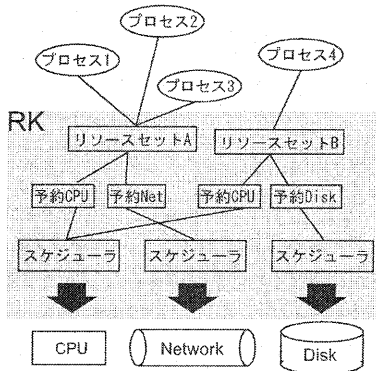 プロセス2
プロセス1
プロセス4
プロセス3
RK
リソースセットA
リソースセットB
予約CPU
予約Net
予約CPU
予約Disk
スケジューラ
スケジューラ
スケジューラ
CPU
Network
Disk